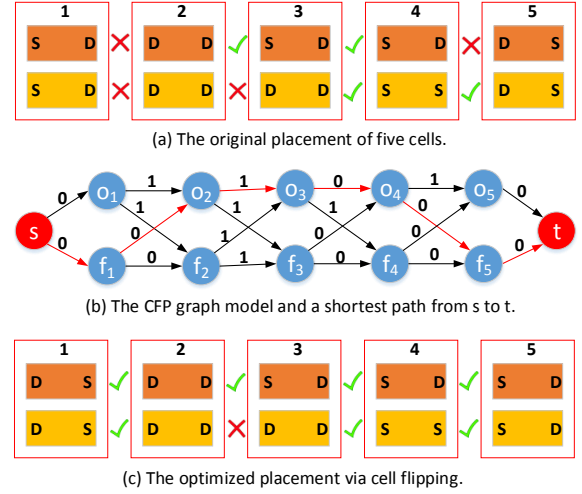 1 2 3 4 5
S D D D S D S D D S
S D D D D D S S D S
(a) The original placement of five cells.
o1 1 o2 1 o3 0 o4 1 o5
0 1 1 1 0 0
s t
0 0 1 0 0 0
f1 0 f2 1 f3 0 f4 0 f5
(b) The CFP graph model and a shortest path from s to t.
1 2 3 4 5
D S D D S D S D S D
D S D D D D S S S D
(c) The optimized placement via cell flipping.